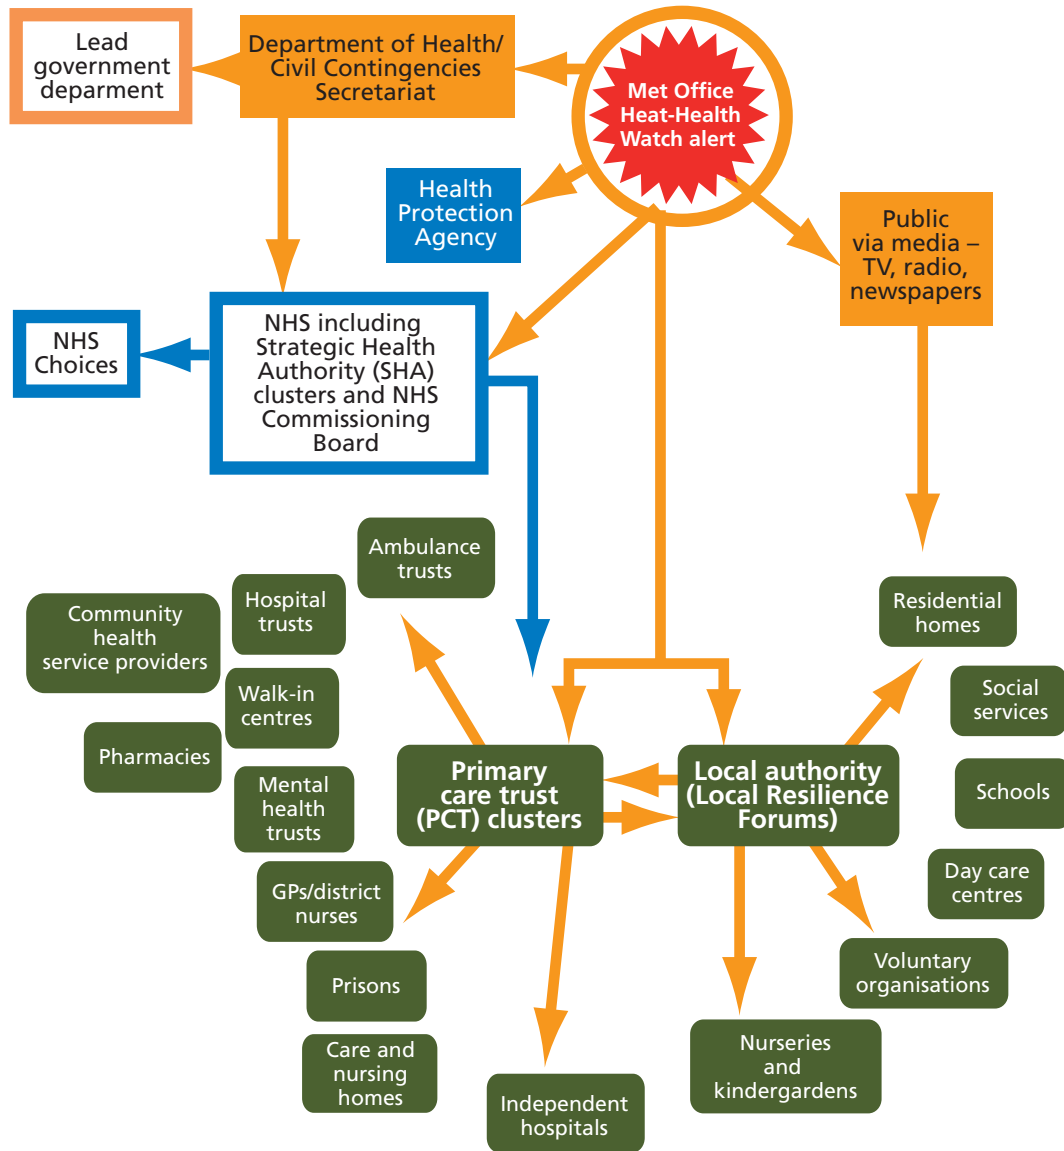 Lead
government
deparment
Department of Health/
Civil Contingencies
Secretariat
Met Office
Heat-Health
Watch alert
Health
Protection
Agency
Public
via media –
TV, radio,
newspapers
NHS
Choices
NHS including
Strategic Health
Authority (SHA)
clusters and NHS
Commissioning
Board
Ambulance
trusts
Hospital
trusts
Community
health
service providers
Walk-in
centres
Pharmacies
Mental
health
trusts
GPs/district
nurses
Prisons
Care and
nursing
homes
Independent
hospitals
Primary
care trust
(PCT) clusters
Local authority
(Local Resilience
Forums)
Residential
homes
Social
services
Schools
Day care
centres
Voluntary
organisations
Nurseries
and
kindergardens